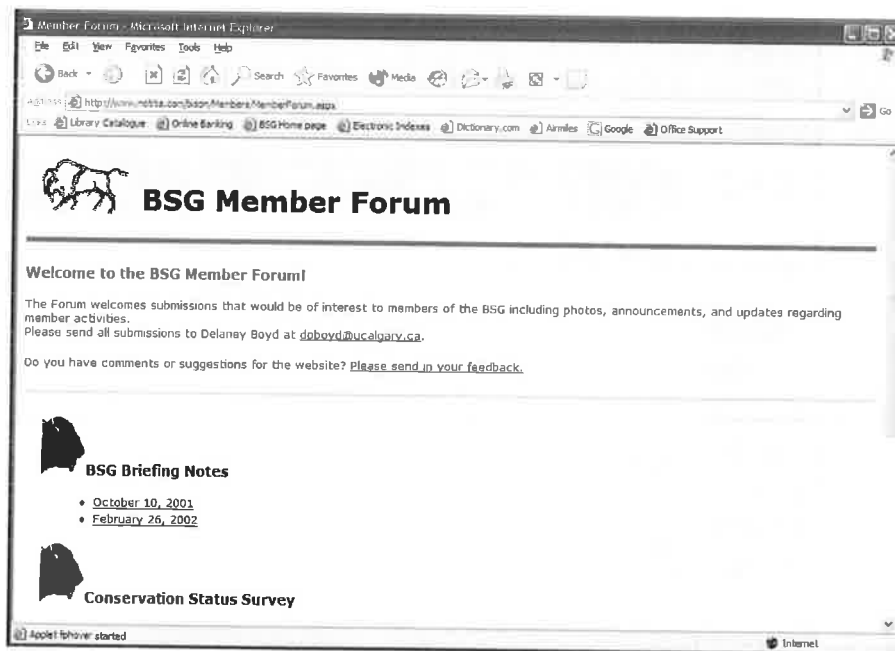 Member Forum - Microsoft Internet Explorer
File Edit View Favorites Tools Help
Back Search Favorites Media
Address Go
Links Library Catalogue Online Banking BSG Home page Electronic Indexes Dictionary.com Airmiles Google Office Support
BSG Member Forum
Welcome to the BSG Member Forum!
The Forum welcomes submissions that would be of interest to members of the BSG including photos, announcements, and updates regarding
member activities.
Please send all submissions to Delaney Boyd at doboyd@ucalgary.ca.
Do you have comments or suggestions for the website? Please send in your feedback.
BSG Briefing Notes
• October 10, 2001
• February 26, 2002
Conservation Status Survey
Applet fphover started
Internet